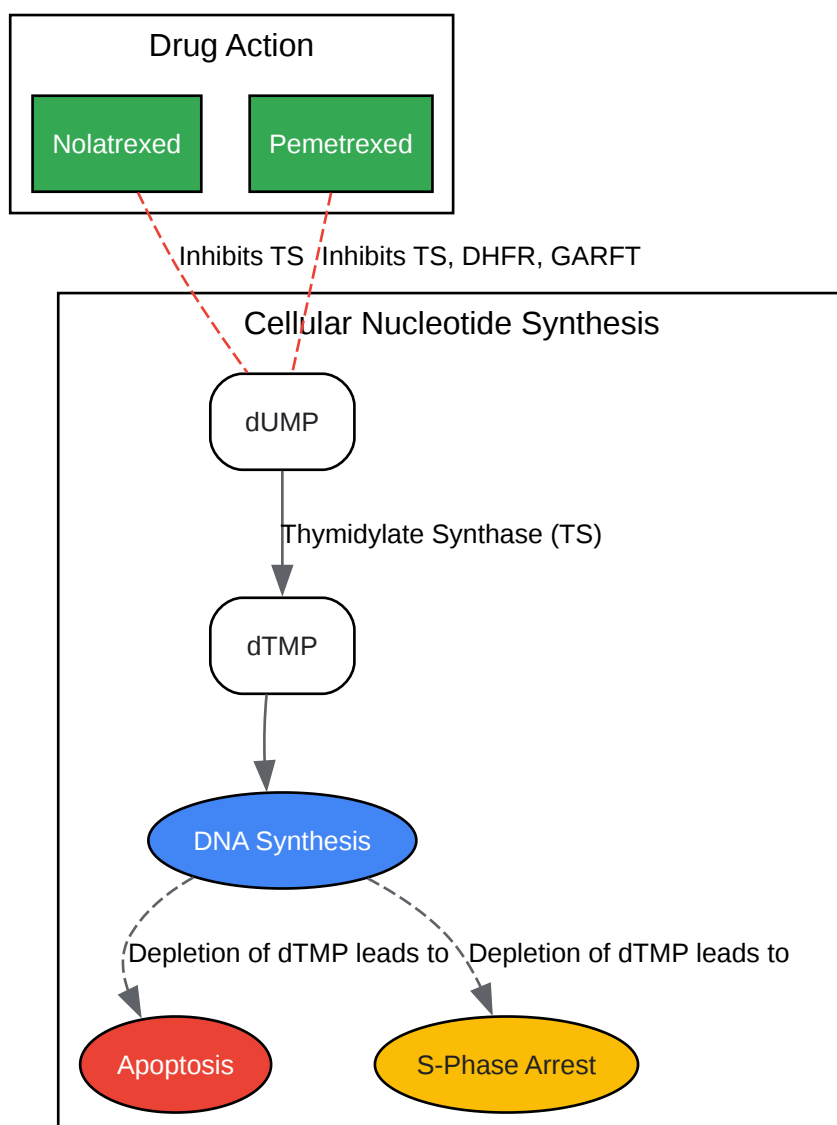 Drug Action
Nolatrexed
Pemetrexed
Inhibits TS
Inhibits TS, DHFR, GARFT
Cellular Nucleotide Synthesis
dUMP
Thymidylate Synthase (TS)
dTMP
DNA Synthesis
Depletion of dTMP leads to
Depletion of dTMP leads to
Apoptosis
S-Phase Arrest